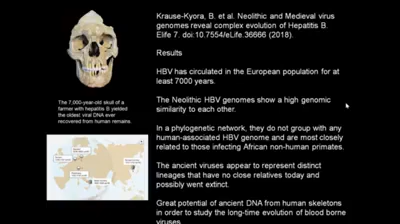 Krause-Kyora, B. et al. Neolithic and Medieval virus
genomes reveal complex evolution of Hepatitis B.
Elife 7. doi:10.7554/eLife.36666 (2018).
Results
HBV has circulated in the European population for at
least 7000 years.
The Neolithic HBV genomes show a high genomic
similarity to each other.
In a phylogenetic network, they do not group with any
human-associated HBV genome and are most closely
related to those infecting African non-human primates.
The ancient viruses appear to represent distinct
lineages that have no close relatives today and
possibly went extinct.
Great potential of ancient DNA from human skeletons
in order to study the long-time evolution of blood borne
viruses.
The 7,000-year-old skull of a
farmer with hepatitis B yielded
the oldest viral DNA ever
recovered from human remains.